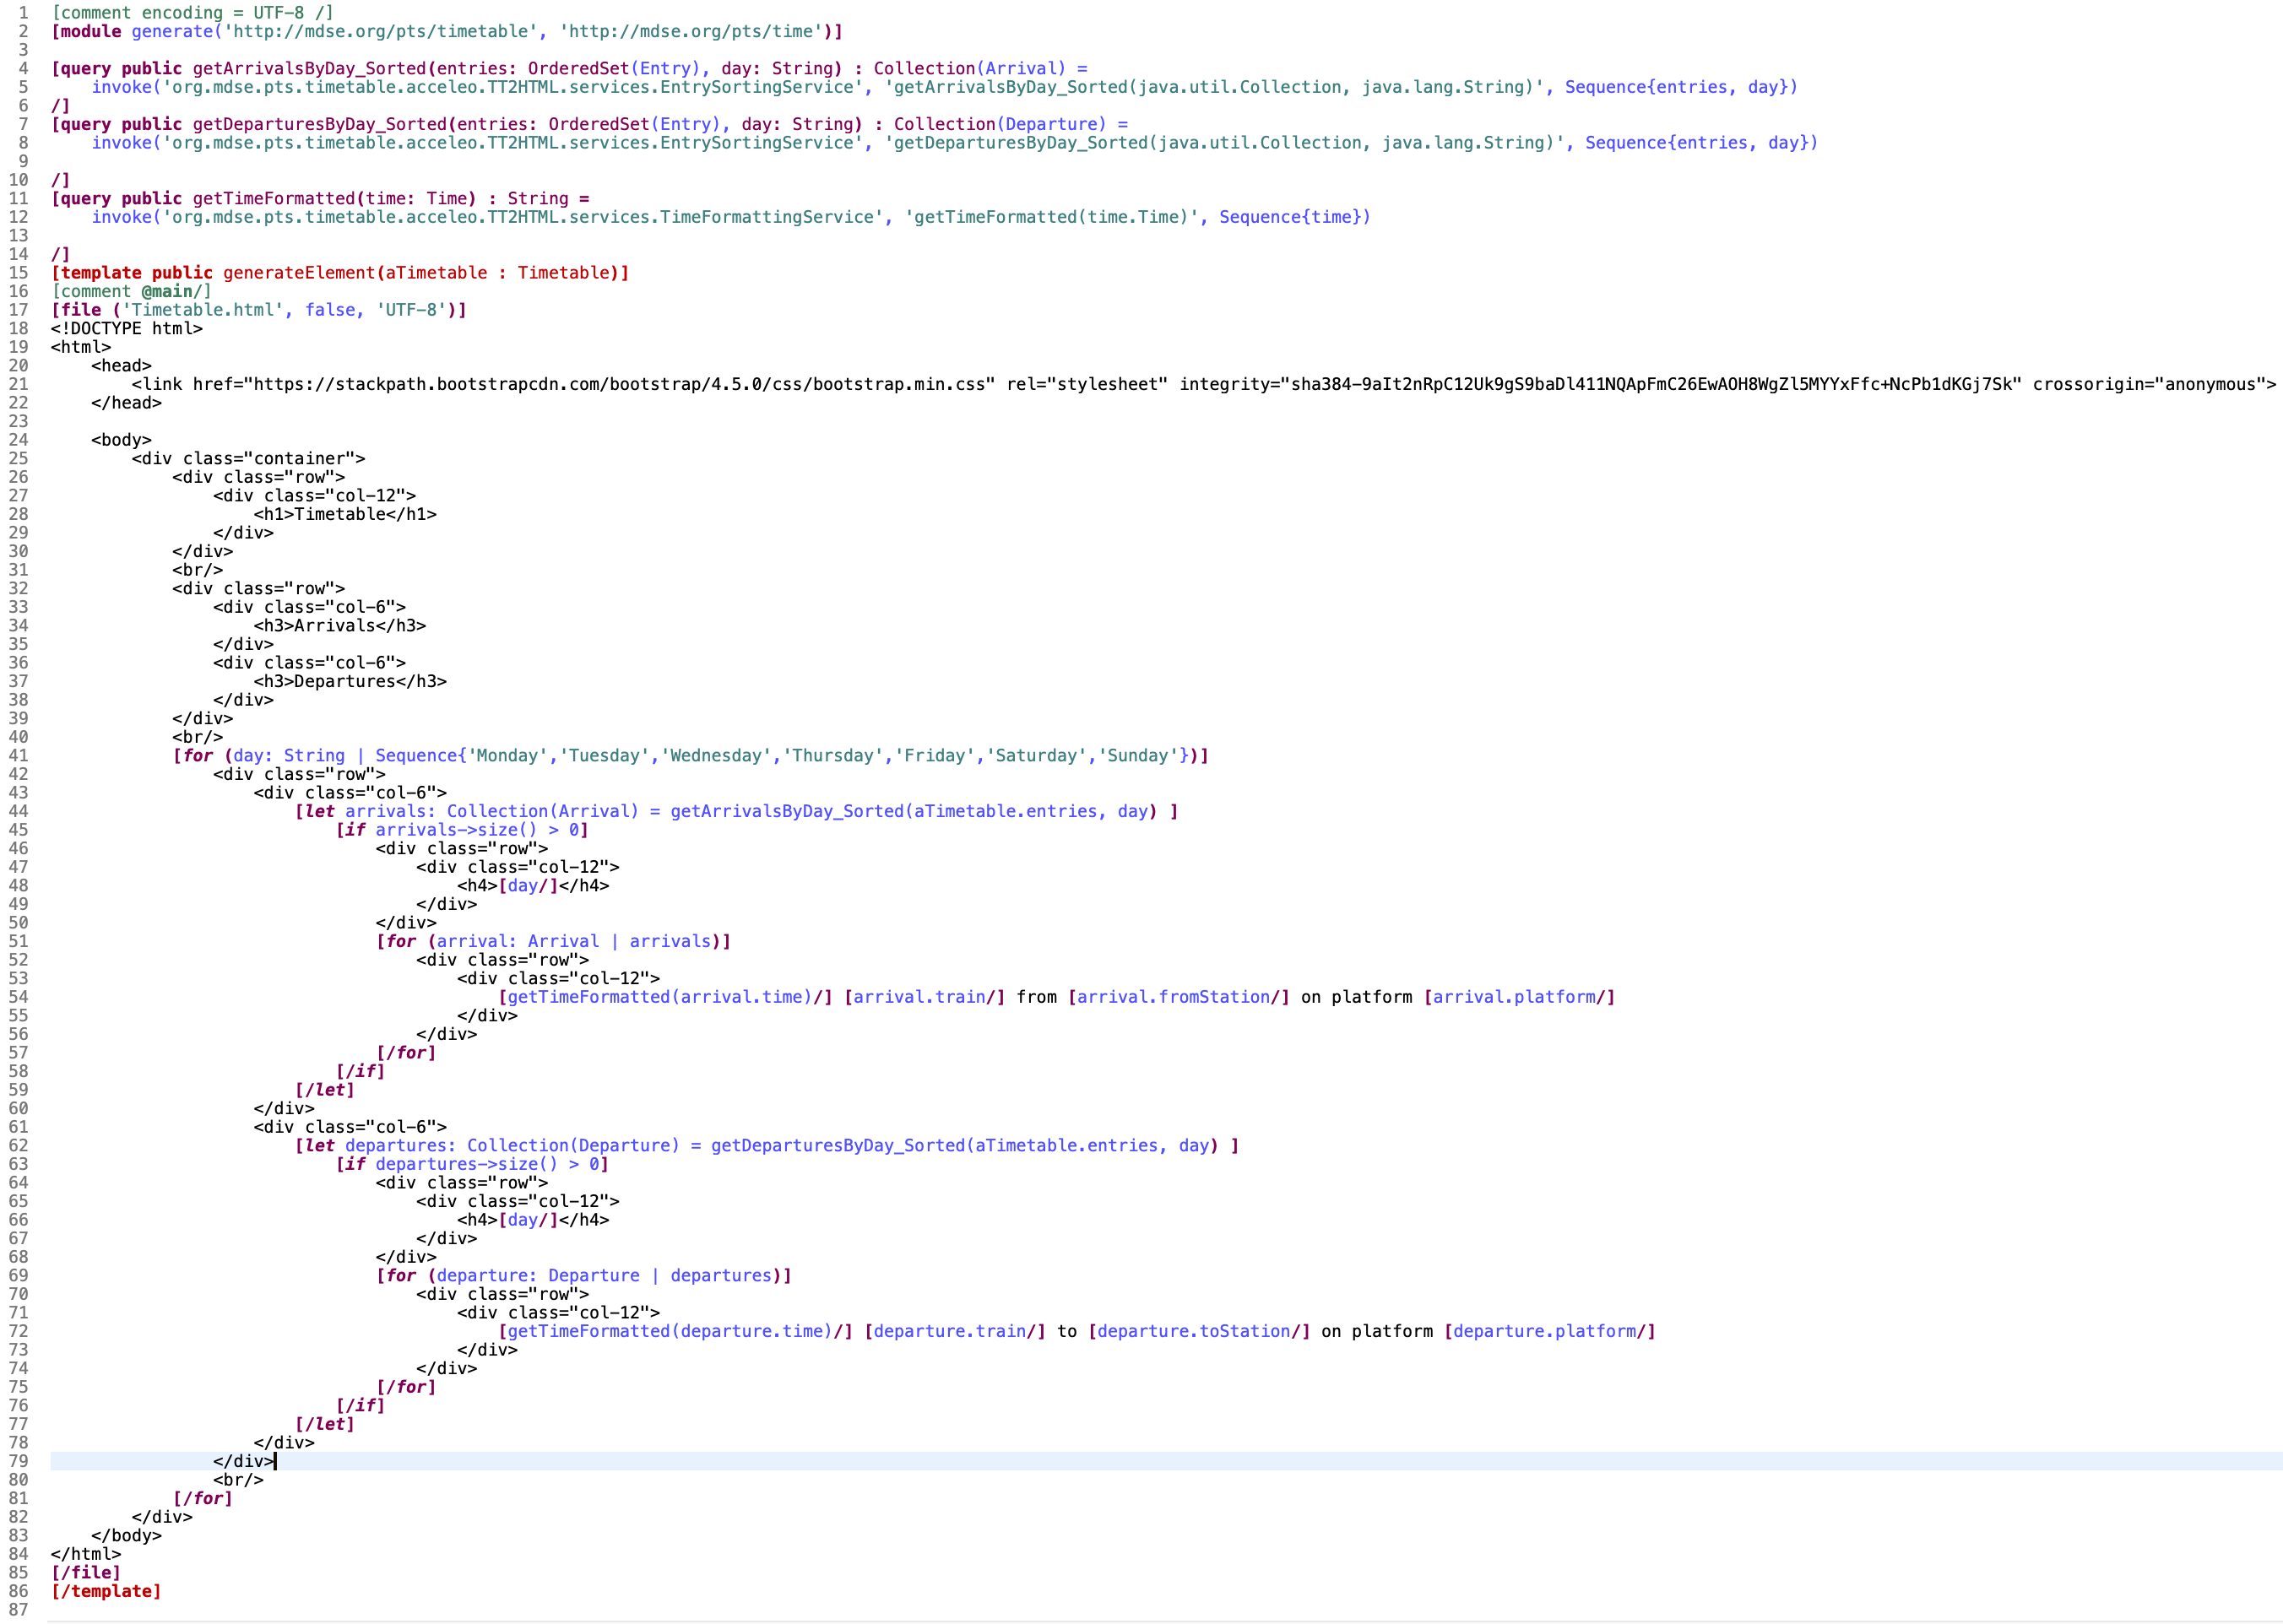 1 [comment encoding = UTF-8 /]
2 [module generate('http://mdse.org/pts/timetable', 'http://mdse.org/pts/time')]
3
4 [query public getArrivalsByDay_Sorted(entries: OrderedSet(Entry), day: String) : Collection(Arrival) =
5     invoke('org.mdse.pts.timetable.acceleo.TT2HTML.services.EntrySortingService', 'getArrivalsByDay_Sorted(java.util.Collection, java.lang.String)', Sequence{entries, day})
6 /]
7 [query public getDeparturesByDay_Sorted(entries: OrderedSet(Entry), day: String) : Collection(Departure) =
8     invoke('org.mdse.pts.timetable.acceleo.TT2HTML.services.EntrySortingService', 'getDeparturesByDay_Sorted(java.util.Collection, java.lang.String)', Sequence{entries, day})
9
10 /]
11 [query public getTimeFormatted(time: Time) : String =
12     invoke('org.mdse.pts.timetable.acceleo.TT2HTML.services.TimeFormattingService', 'getTimeFormatted(time.Time)', Sequence{time})
13
14 /]
15 [template public generateElement(aTimetable : Timetable)]
16 [comment @main/]
17 [file ('Timetable.html', false, 'UTF-8')]
18 <!DOCTYPE html>
19 <html>
20     <head>
21         <link href="https://stackpath.bootstrapcdn.com/bootstrap/4.5.0/css/bootstrap.min.css" rel="stylesheet" integrity="sha384-9aIt2nRpC12Uk9gS9baDl411NQApFmC26EwAOH8WgZl5MYYxFfc+NcPb1dKGj7Sk" crossorigin="anonymous">
22     </head>
23
24     <body>
25         <div class="container">
26             <div class="row">
27                 <div class="col-12">
28                     <h1>Timetable</h1>
29                 </div>
30             </div>
31             <br/>
32             <div class="row">
33                 <div class="col-6">
34                     <h3>Arrivals</h3>
35                 </div>
36                 <div class="col-6">
37                     <h3>Departures</h3>
38                 </div>
39             </div>
40             <br/>
41             [for (day: String | Sequence{'Monday','Tuesday','Wednesday','Thursday','Friday','Saturday','Sunday'})]
42                 <div class="row">
43                     <div class="col-6">
44                         [let arrivals: Collection(Arrival) = getArrivalsByDay_Sorted(aTimetable.entries, day) ]
45                             [if arrivals->size() > 0]
46                                 <div class="row">
47                                     <div class="col-12">
48                                         <h4>[day/]</h4>
49                                     </div>
50                                 </div>
51                                 [for (arrival: Arrival | arrivals)]
52                                     <div class="row">
53                                         <div class="col-12">
54                                             [getTimeFormatted(arrival.time)/] [arrival.train/] from [arrival.fromStation/] on platform [arrival.platform/]
55                                         </div>
56                                     </div>
57                                 [/for]
58                             [/if]
59                         [/let]
60                     </div>
61                     <div class="col-6">
62                         [let departures: Collection(Departure) = getDeparturesByDay_Sorted(aTimetable.entries, day) ]
63                             [if departures->size() > 0]
64                                 <div class="row">
65                                     <div class="col-12">
66                                         <h4>[day/]</h4>
67                                     </div>
68                                 </div>
69                                 [for (departure: Departure | departures)]
70                                     <div class="row">
71                                         <div class="col-12">
72                                             [getTimeFormatted(departure.time)/] [departure.train/] to [departure.toStation/] on platform [departure.platform/]
73                                         </div>
74                                     </div>
75                                 [/for]
76                             [/if]
77                         [/let]
78                     </div>
79                 </div>
80                 <br/>
81             [/for]
82         </div>
83     </body>
84 </html>
85 [/file]
86 [/template]
87